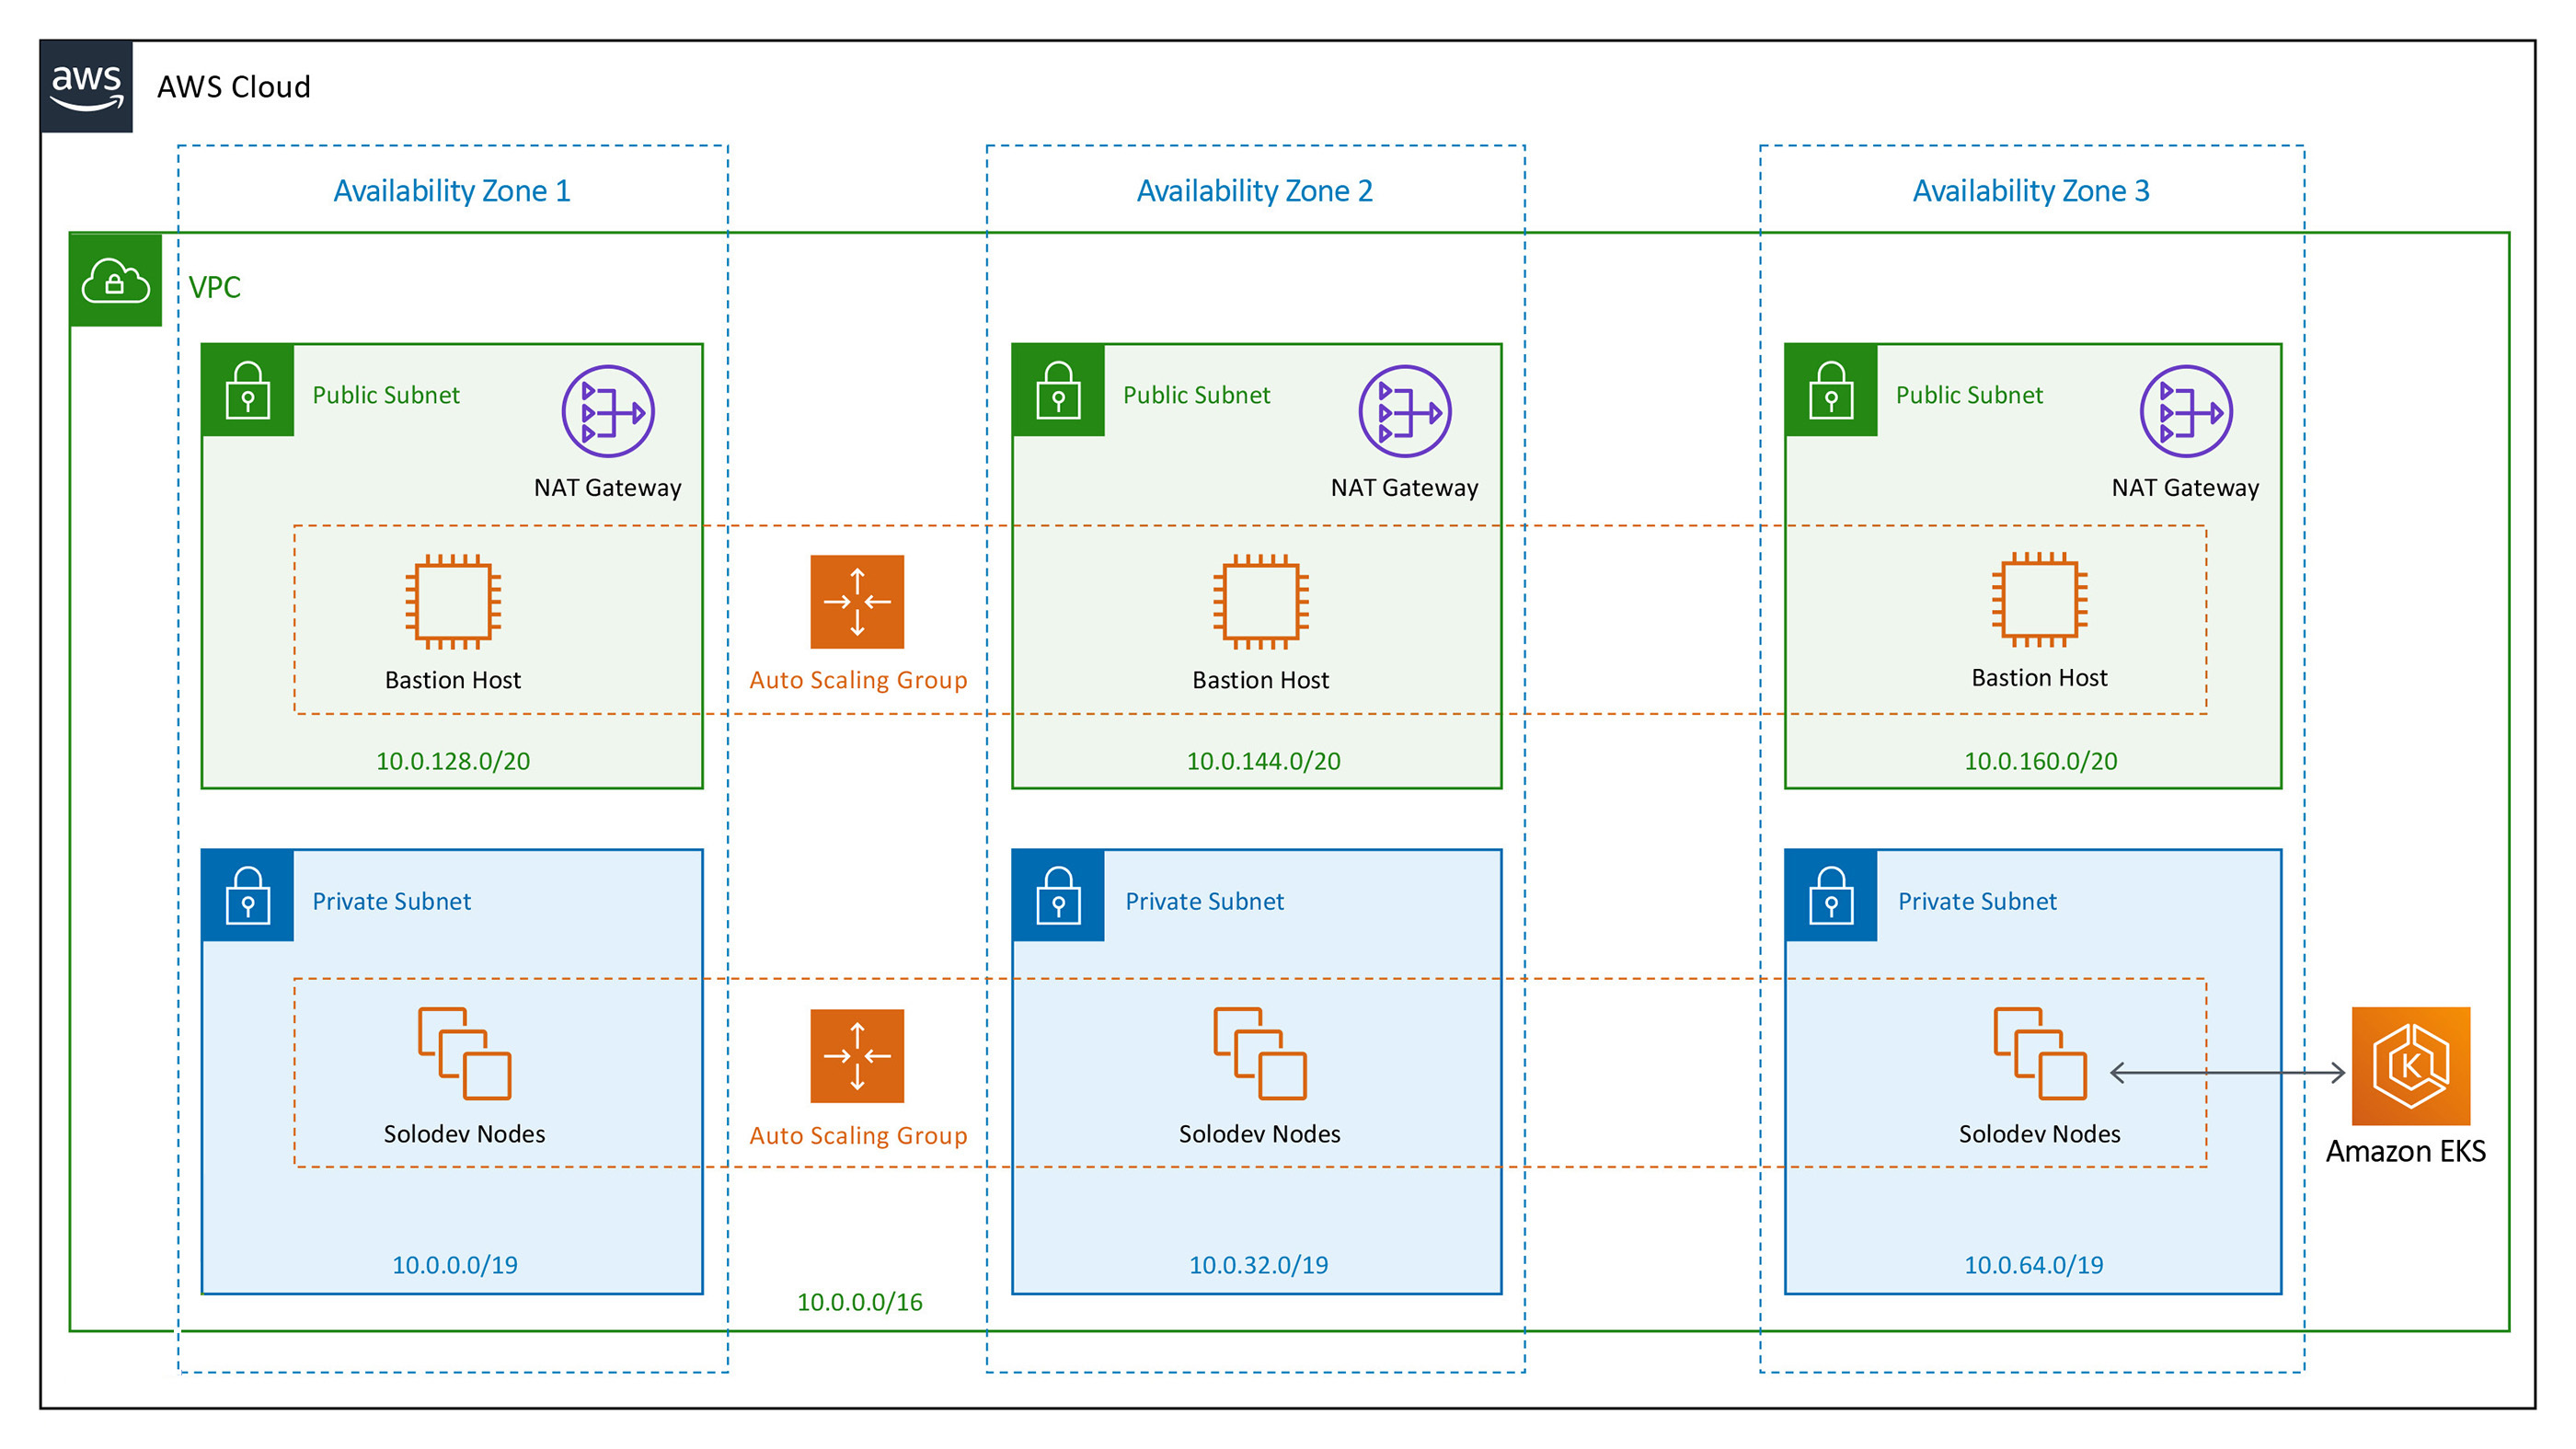 aws
AWS Cloud
Availability Zone 1
Availability Zone 2
Availability Zone 3
VPC
Public Subnet
NAT Gateway
Public Subnet
NAT Gateway
Public Subnet
NAT Gateway
Bastion Host
Auto Scaling Group
Bastion Host
Bastion Host
10.0.128.0/20
10.0.144.0/20
10.0.160.0/20
Private Subnet
Private Subnet
Private Subnet
Solodev Nodes
Auto Scaling Group
Solodev Nodes
Solodev Nodes
K
Amazon EKS
10.0.0.0/19
10.0.32.0/19
10.0.64.0/19
10.0.0.0/16